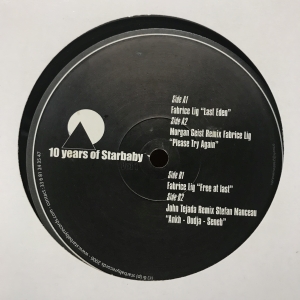 10 years of Starbaby
Side A1
Fabrice Lig "Last Eden"
Side A2
Morgan Geist Remix Fabrice Lig
"Please Try Again"
Side B1
Fabrice Lig "Free at last"
Side B2
John Tejada Remix Stefan Manceau
"Ankh - Oudja - Seneb"